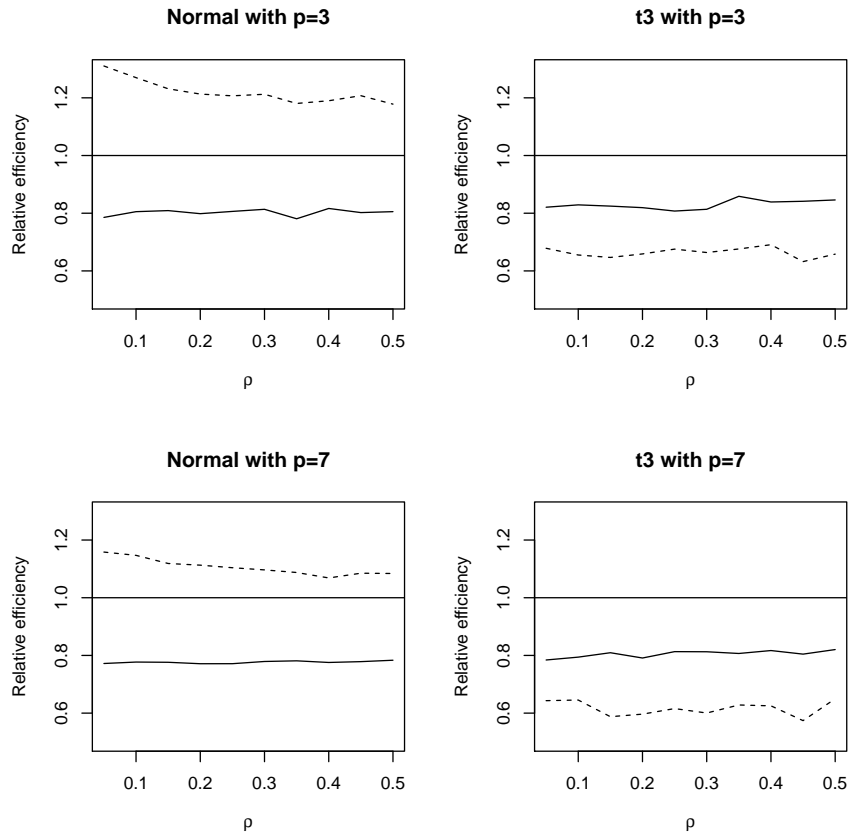 Normal with p=3
Relative efficiency
0.6 0.8 1.0 1.2
0.1 0.2 0.3 0.4 0.5
ρ
t3 with p=3
Relative efficiency
0.6 0.8 1.0 1.2
0.1 0.2 0.3 0.4 0.5
ρ
Normal with p=7
Relative efficiency
0.6 0.8 1.0 1.2
0.1 0.2 0.3 0.4 0.5
ρ
t3 with p=7
Relative efficiency
0.6 0.8 1.0 1.2
0.1 0.2 0.3 0.4 0.5
ρ